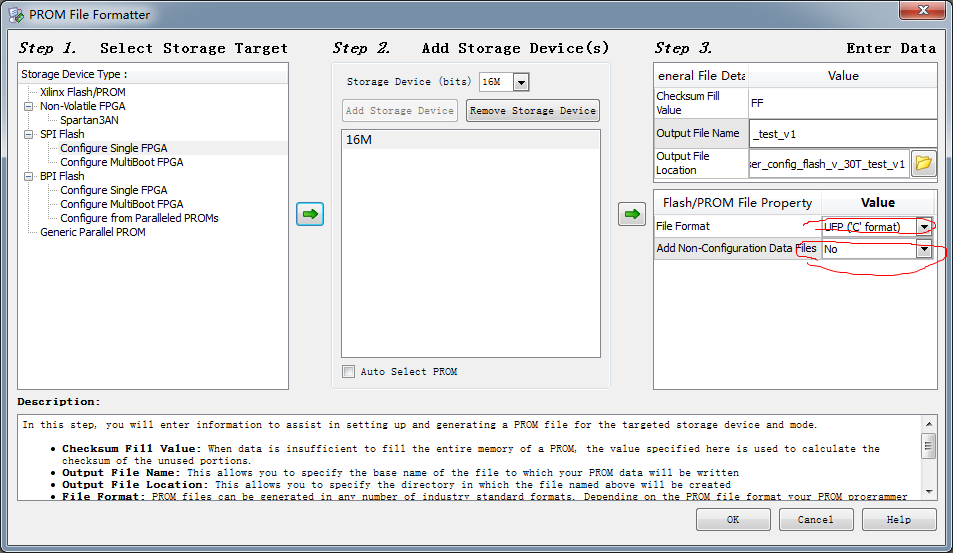 PROM File Formatter
Step 1. Select Storage Target
Storage Device Type :
Xilinx Flash/PROM
Non-Volatile FPGA
Spartan3AN
SPI Flash
Configure Single FPGA
Configure MultiBoot FPGA
BPI Flash
Configure Single FPGA
Configure MultiBoot FPGA
Configure from Paralleled PROMs
Generic Parallel PROM
Step 2. Add Storage Device(s)
Storage Device (bits) 16M
Add Storage Device Remove Storage Device
16M
Auto Select PROM
Step 3. Enter Data
eneral File Deta Value
Checksum Fill
Value
FF
Output File Name _test_v1
Output File
Location
ser_config_flash_v_30T_test_v1
Flash/PROM File Property Value
File Format UFP ('C' format)
Add Non-Configuration Data Files No
Description:
In this step, you will enter information to assist in setting up and generating a PROM file for the targeted storage device and mode.
• Checksum Fill Value: When data is insufficient to fill the entire memory of a PROM, the value specified here is used to calculate the
checksum of the unused portions.
• Output File Name: This allows you to specify the base name of the file to which your PROM data will be written
• Output File Location: This allows you to specify the directory in which the file named above will be created
• File Format: PROM files can be generated in any number of industry standard formats. Depending on the PROM file format your PROM programmer
OK Cancel Help